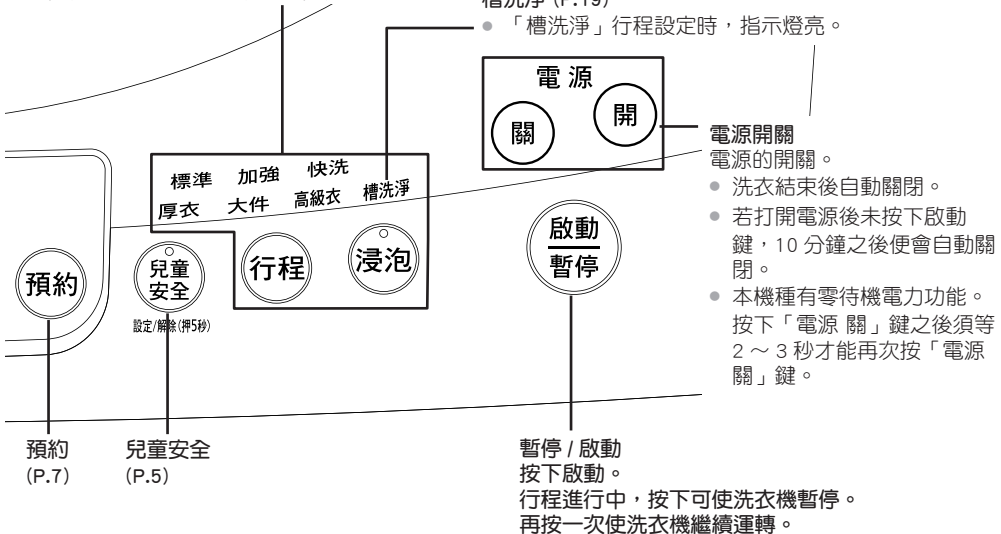 槽洗淨 (P.19)
● 「槽洗淨」行程設定時，指示燈亮。
電 源
關
開
電源開關
電源的開關。
● 洗衣結束後自動關閉。
● 若打開電源後未按下啟動
鍵，10 分鐘之後便會自動關
閉。
● 本機種有零待機電力功能。
按下「電源 關」鍵之後須等
2 ～ 3 秒才能再次按「電源
關」鍵。
標準 加強 快洗
厚衣 大件 高級衣 槽洗淨
預約
兒童
安全
設定/解除(押5秒)
行程
浸泡
啟動
暫停
預約
(P.7)
兒童安全
(P.5)
暫停 / 啟動
按下啟動。
行程進行中，按下可使洗衣機暫停。
再按一次使洗衣機繼續運轉。